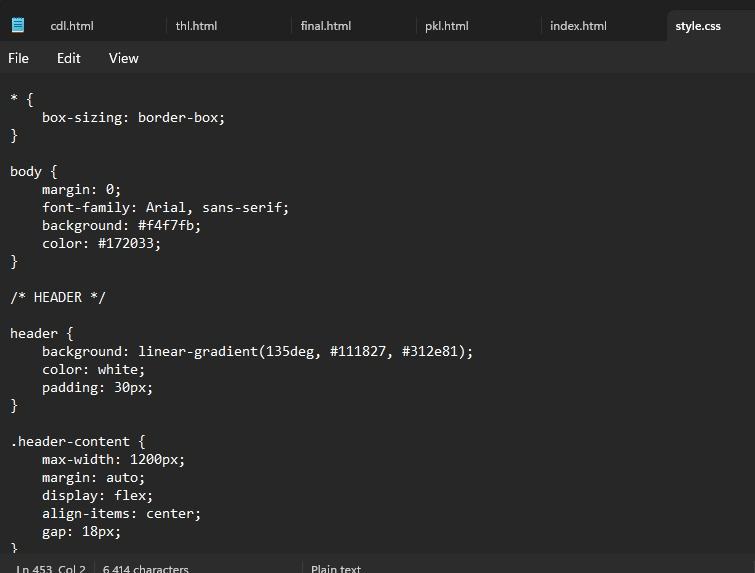 cdl.html thl.html final.html pkl.html index.html style.css
File Edit View
* {
    box-sizing: border-box;
}
body {
    margin: 0;
    font-family: Arial, sans-serif;
    background: #f4f7fb;
    color: #172033;
}
/* HEADER */
header {
    background: linear-gradient(135deg, #111827, #312e81);
    color: white;
    padding: 30px;
}
.header-content {
    max-width: 1200px;
    margin: auto;
    display: flex;
    align-items: center;
    gap: 18px;
}
Ln 453, Col 2 6 414 characters Plain text